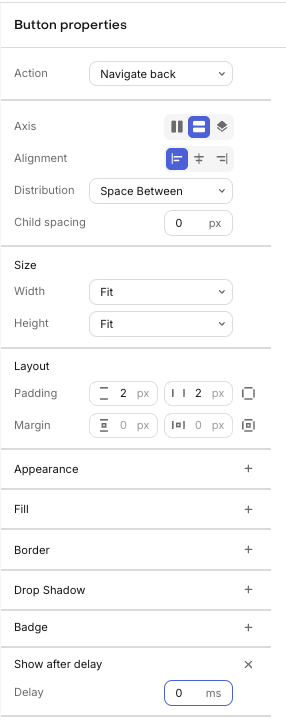 Button properties
Action Navigate back
Axis
Alignment
Distribution Space Between
Child spacing 0 px
Size
Width Fit
Height Fit
Layout
Padding 2 px 2 px
Margin 0 px 0 px
Appearance +
Fill +
Border +
Drop Shadow +
Badge +
Show after delay
Delay 0 ms